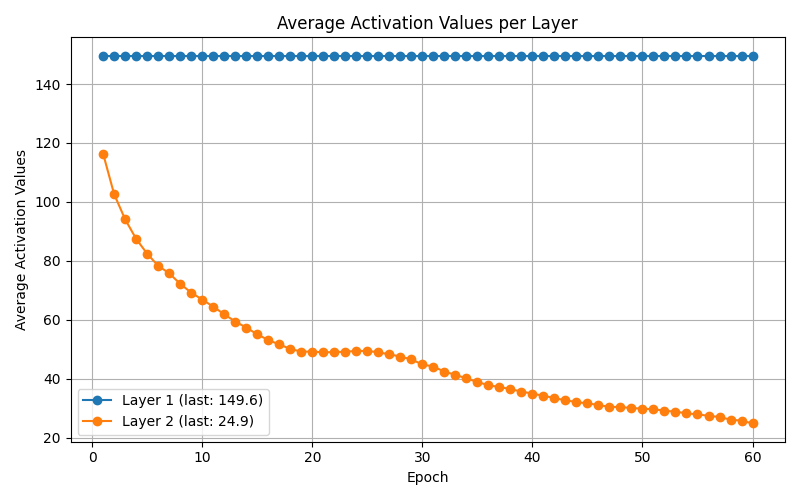 Average Activation Values per Layer
Average Activation Values
140
120
100
80
60
40
20
Layer 1 (last: 149.6)
Layer 2 (last: 24.9)
0 10 20 30 40 50 60
Epoch